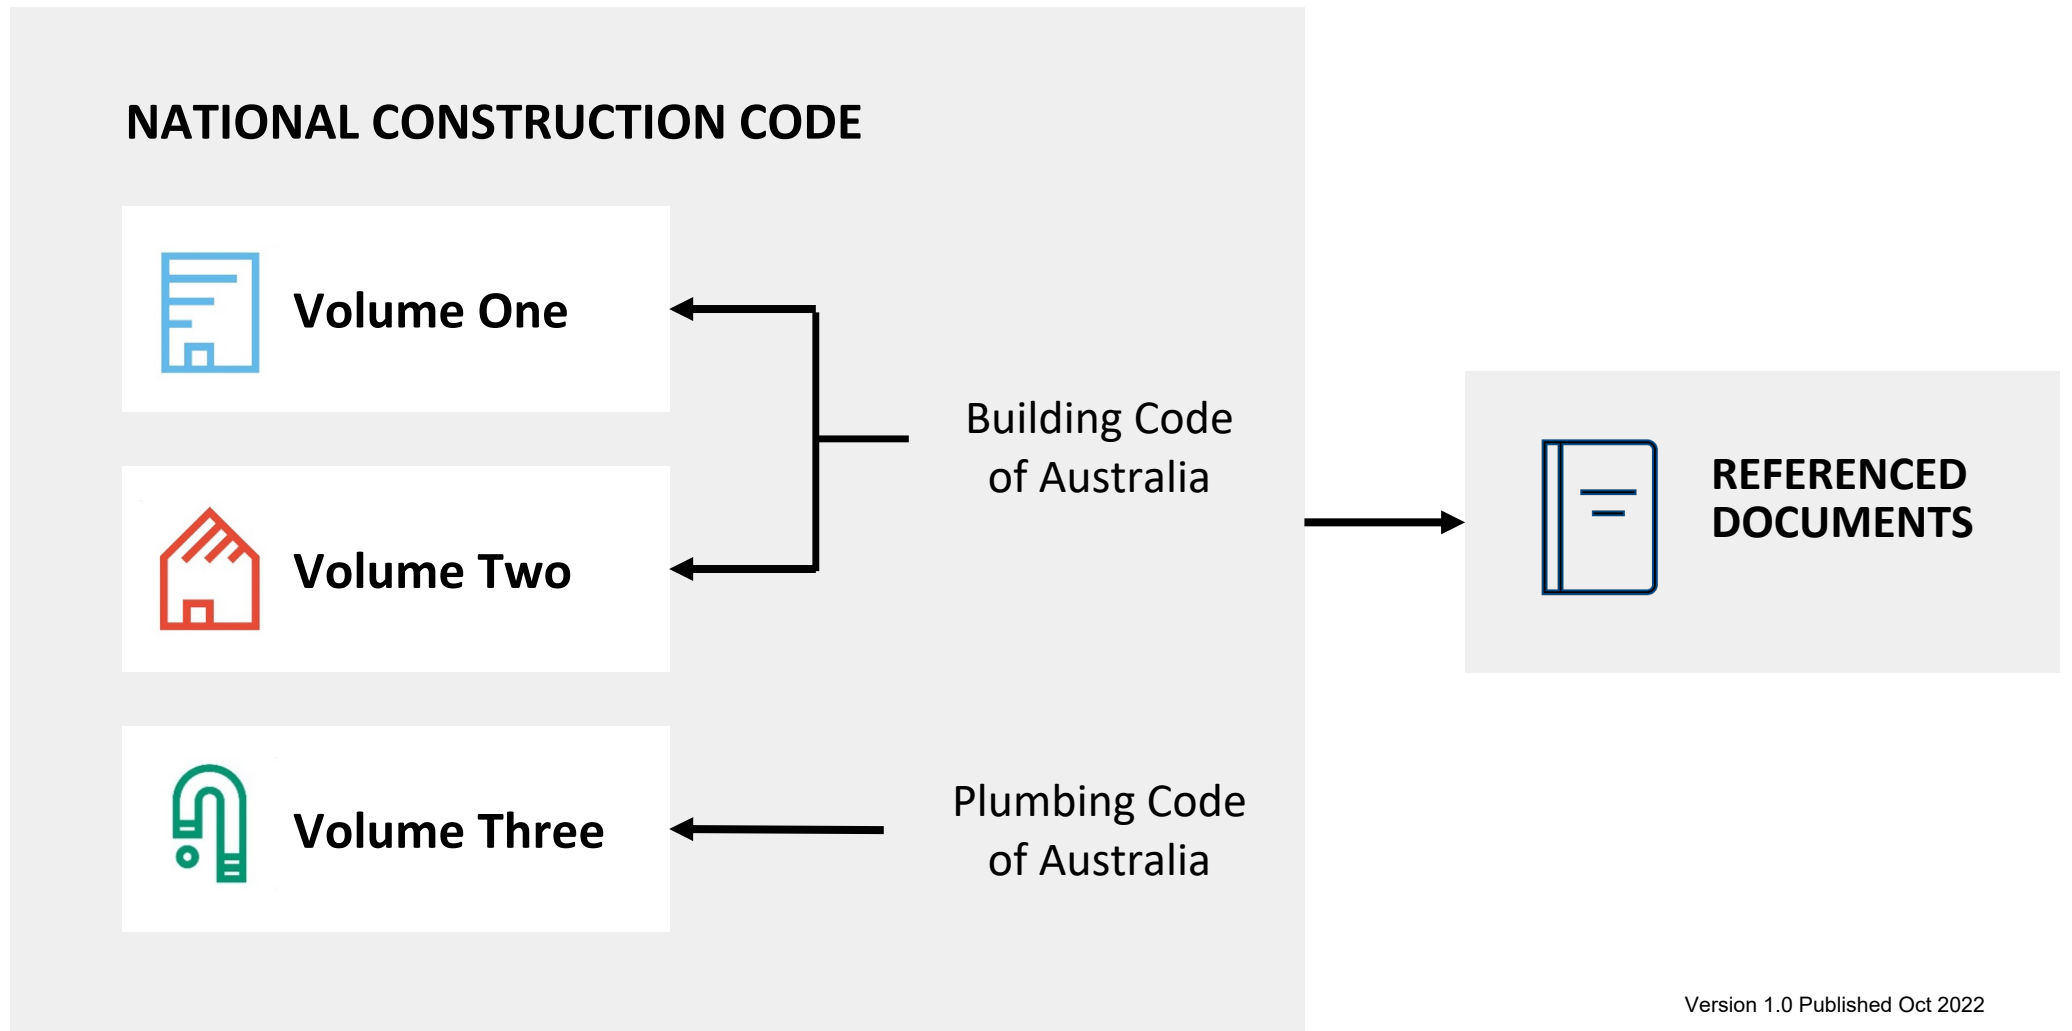 NATIONAL CONSTRUCTION CODE
Volume One
Building Code
of Australia
Volume Two
REFERENCED
DOCUMENTS
Volume Three
Plumbing Code
of Australia
Version 1.0 Published Oct 2022